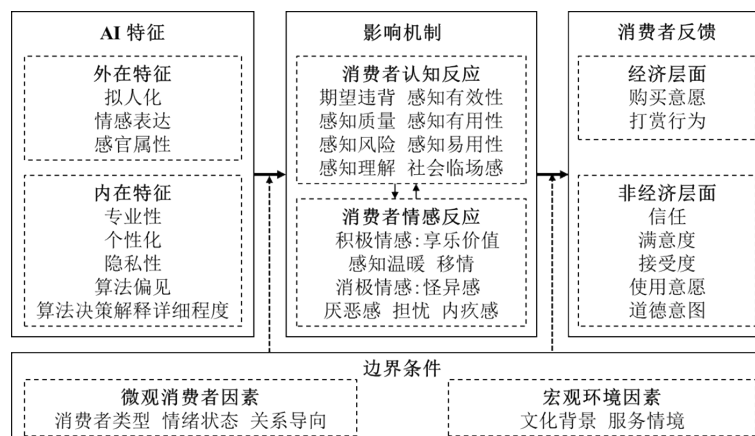 AI 特征
外在特征
拟人化
情感表达
感官属性
内在特征
专业性
个性化
隐私性
算法偏见
算法决策解释详细程度
影响机制
消费者认知反应
期望违背 感知有效性
感知质量 感知有用性
感知风险 感知易用性
感知理解 社会临场感
消费者情感反应
积极情感:享乐价值
感知温暖 移情
消极情感:怪异感
厌恶感 担忧 内疚感
消费者反馈
经济层面
购买意愿
打赏行为
非经济层面
信任
满意度
接受度
使用意愿
道德意图
边界条件
微观消费者因素
消费者类型 情绪状态 关系导向
宏观环境因素
文化背景 服务情境